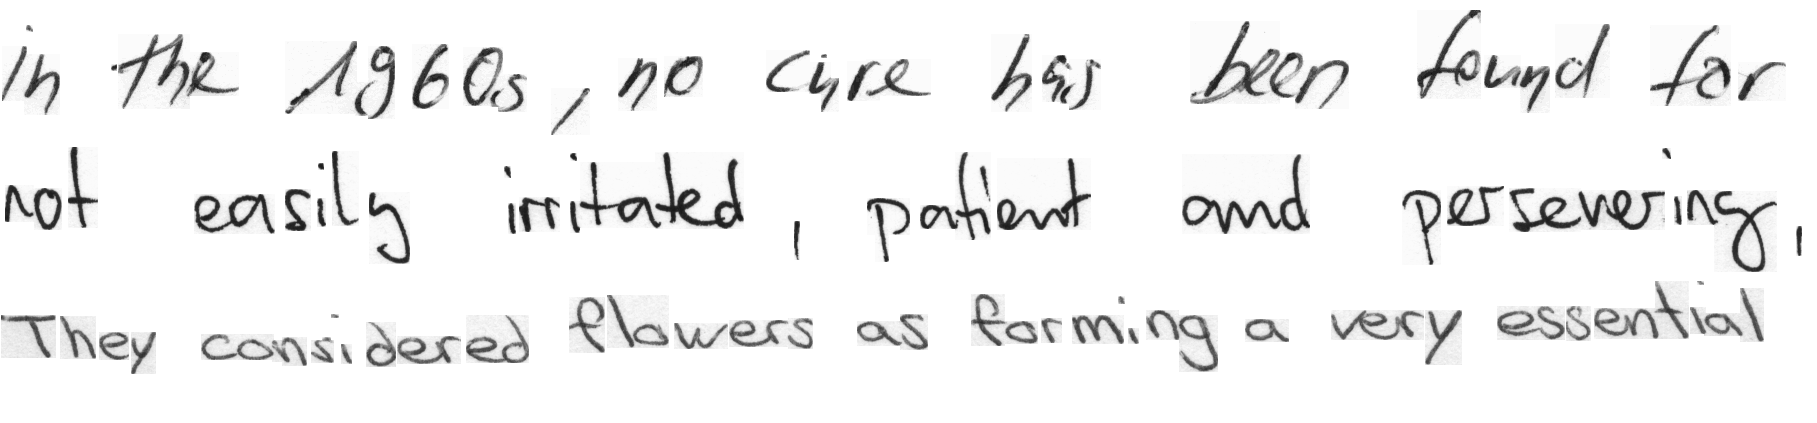 in the 1960s, no cure has been found for
not easily irritated, patient and persevering,
They considered flowers as forming a very essential